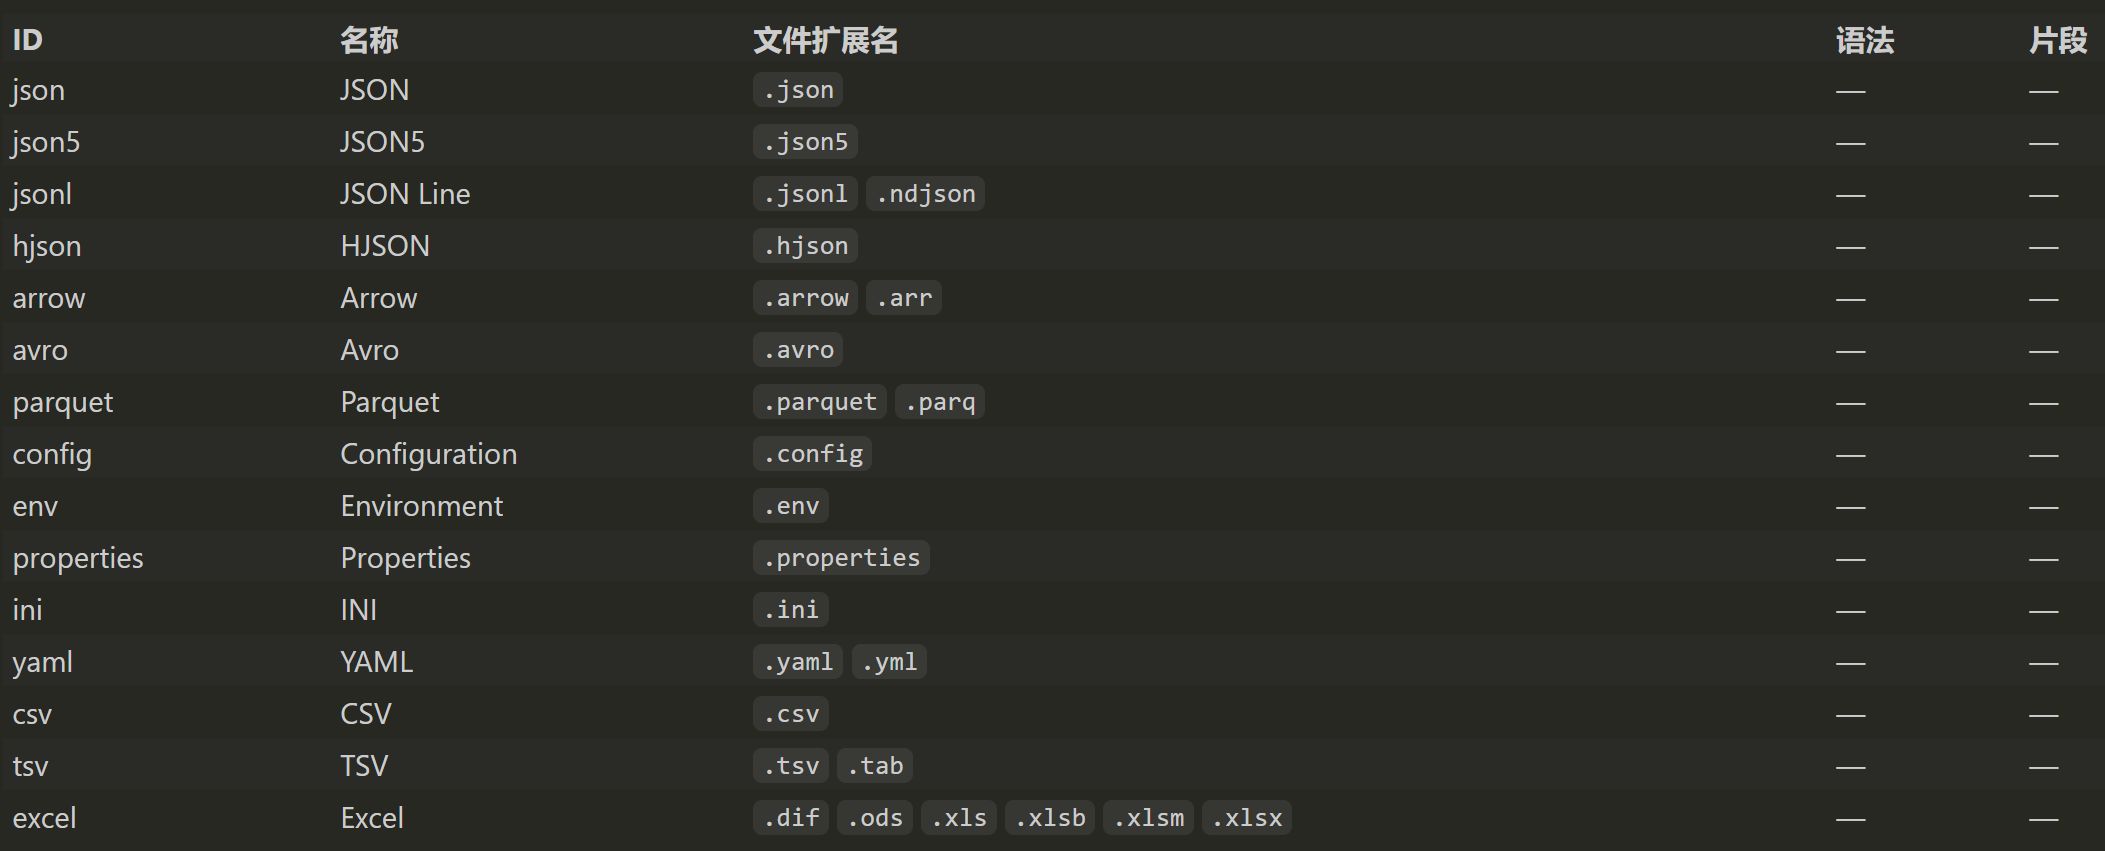 ID 名称 文件扩展名 语法 片段
json JSON .json — —
json5 JSON5 .json5 — —
jsonl JSON Line .jsonl .ndjson — —
hjson HJSON .hjson — —
arrow Arrow .arrow .arr — —
avro Avro .avro — —
parquet Parquet .parquet .parq — —
config Configuration .config — —
env Environment .env — —
properties Properties .properties — —
ini INI .ini — —
yaml YAML .yaml .yml — —
csv CSV .csv — —
tsv TSV .tsv .tab — —
excel Excel .dif .ods .xls .xlsb .xlsm .xlsx — —